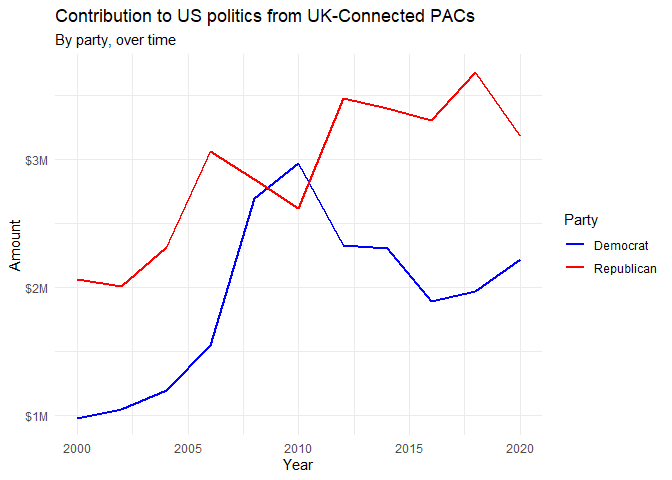 Contribution to US politics from UK-Connected PACs
By party, over time
Amount
$3M
$2M
$1M
2000 2005 2010 2015 2020
Year
Party
Democrat
Republican